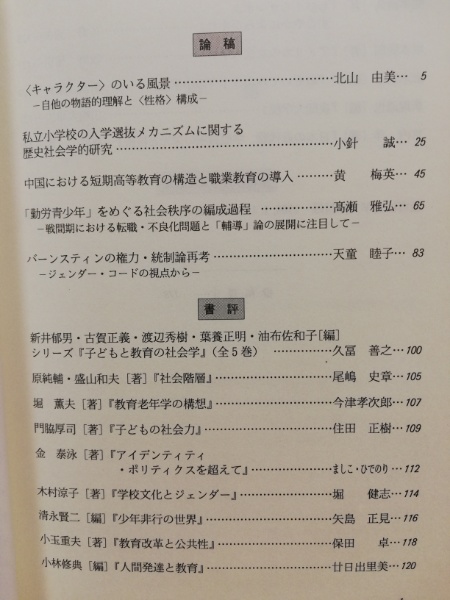 論稿
〈キャラクター〉のいる風景……………………………………北山 由美… 5
－自他の物語的理解と〈性格〉構成－
私立小学校の入学選抜メカニズムに関する
歴史社会学的研究……………………………………小針 誠… 25
中国における短期高等教育の構造と職業教育の導入…………黄 梅英… 45
「勤労青少年」をめぐる社会秩序の編成過程 ………………髙瀬 雅弘… 65
－戦間期における転職・不良化問題と「輔導」論の展開に注目して－
バーンスティンの権力・統制論再考……………………………天童 睦子… 83
－ジェンダー・コードの視点から－
書評
新井郁男・古賀正義・渡辺秀樹・葉養正明・油布佐和子[編]
シリーズ『子どもと教育の社会学』(全5巻) ………………久冨 善之…100
原純輔・盛山和夫[著]『社会階層』……………………………尾嶋 史章…105
堀 薫夫[著]『教育老年学の構想』……………………………今津孝次郎…107
門脇厚司[著]『子どもの社会力』………………………………住田 正樹…109
金 泰泳[著]『アイデンティティ
・ポリティクスを超えて』……………………ましこ・ひでのり…112
木村涼子[著]『学校文化とジェンダー』………………………堀 健志…114
清永賢二[編]『少年非行の世界』………………………………矢島 正見…116
小玉重夫[著]『教育改革と公共性』……………………………保田 卓…118
小林修典[編]『人間発達と教育』………………………………廿日出里美…120